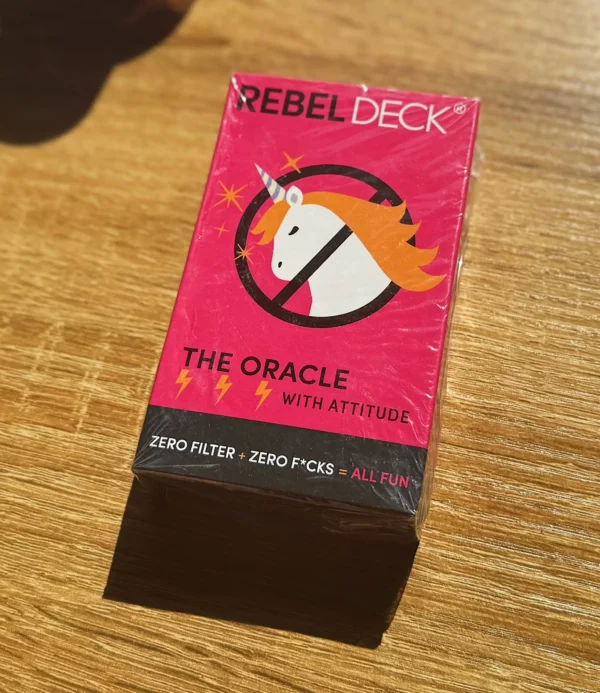 REBEL DECK®
THE ORACLE
WITH ATTITUDE
ZERO FILTER + ZERO F*CKS = ALL FUN